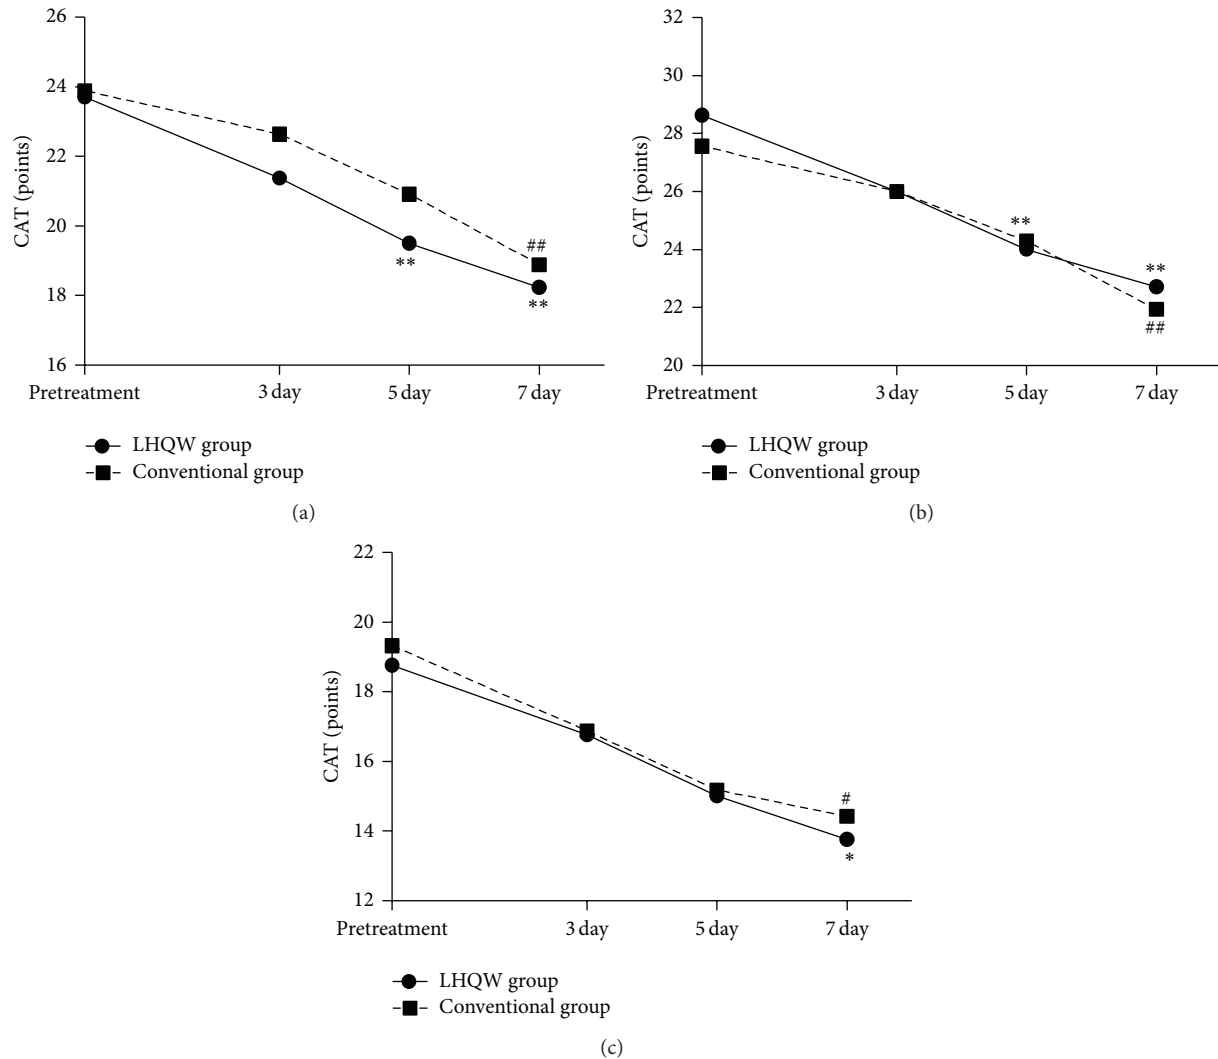 26
24
22
20
18
16
CAT (points)
**
##
**
Pretreatment 3 day 5 day 7 day
LHQW group
Conventional group
(a)
32
30
28
26
24
22
20
CAT (points)
**
**
##
Pretreatment 3 day 5 day 7 day
LHQW group
Conventional group
(b)
22
20
18
16
14
12
CAT (points)
#
*
Pretreatment 3 day 5 day 7 day
LHQW group
Conventional group
(c)